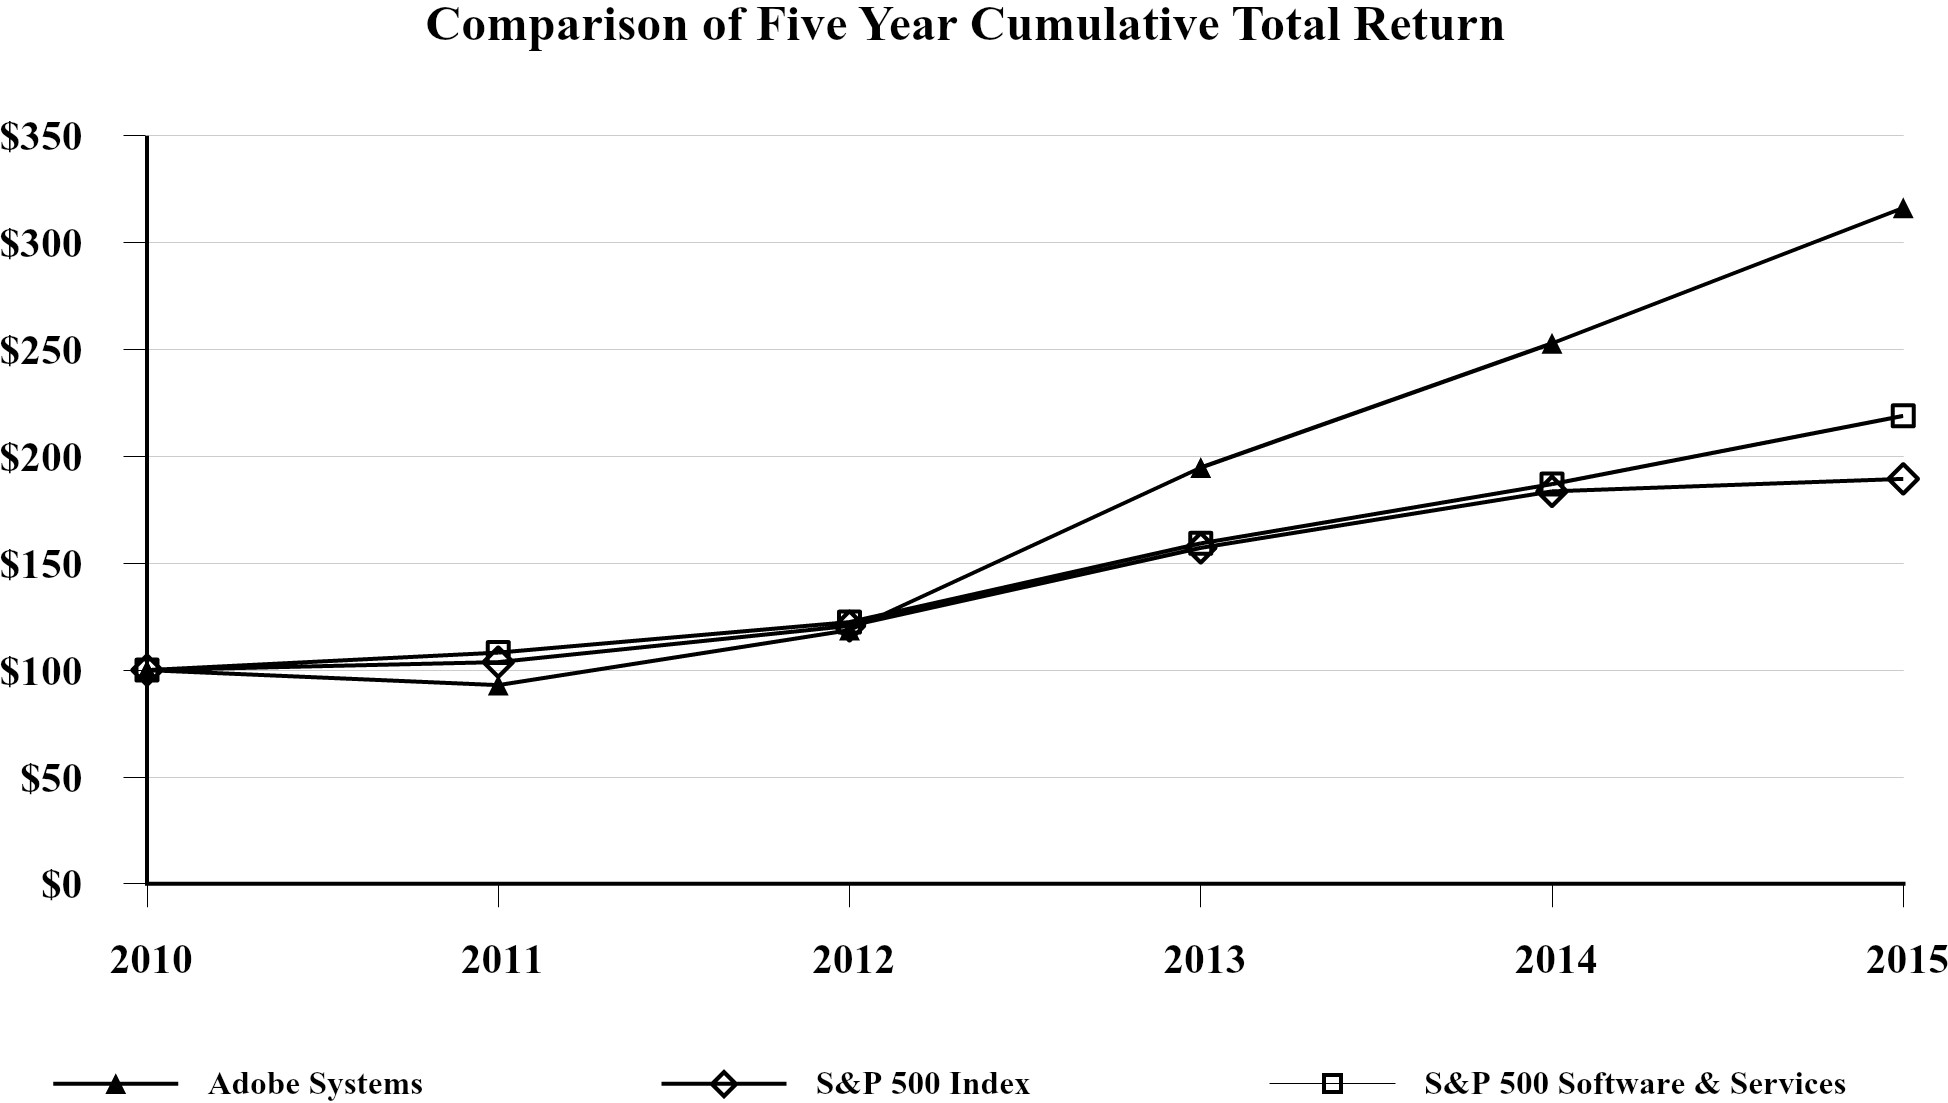 Comparison of Five Year Cumulative Total Return
$350
$300
$250
$200
$150
$100
$50
$0
2010 2011 2012 2013 2014 2015
Adobe Systems S&P 500 Index S&P 500 Software & Services